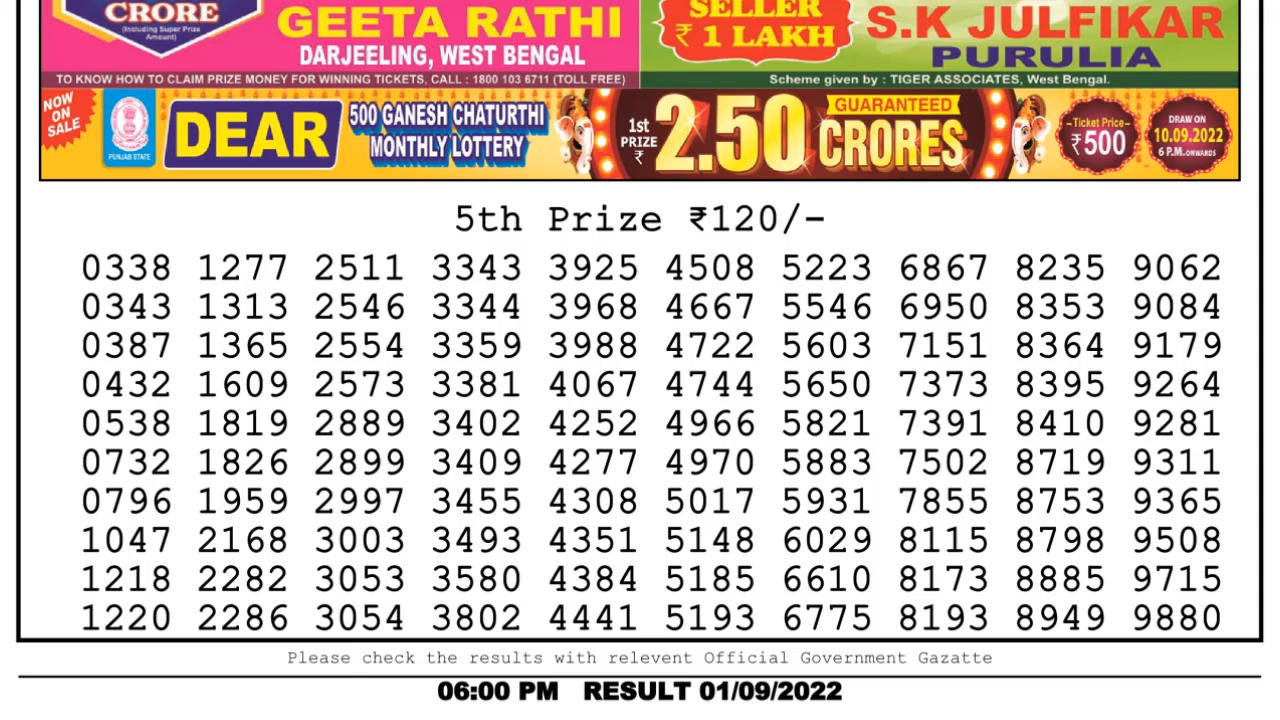 CRORE
(Including Super Prize
Amount)
GEETA RATHI
DARJEELING, WEST BENGAL
TO KNOW HOW TO CLAIM PRIZE MONEY FOR WINNING TICKETS, CALL : 1800 103 6711 (TOLL FREE)
SELLER
₹ 1 LAKH
S.K JULFIKAR
PURULIA
Scheme given by : TIGER ASSOCIATES, West Bengal.
NOW
ON
SALE
PUNJAB STATE
DEAR
500 GANESH CHATURTHI
MONTHLY LOTTERY
1st
PRIZE
₹
2.50
GUARANTEED
CRORES
Ticket Price
₹500
DRAW ON
10.09.2022
6 P.M. ONWARDS
5th Prize ₹120/-
0338 1277 2511 3343 3925 4508 5223 6867 8235 9062
0343 1313 2546 3344 3968 4667 5546 6950 8353 9084
0387 1365 2554 3359 3988 4722 5603 7151 8364 9179
0432 1609 2573 3381 4067 4744 5650 7373 8395 9264
0538 1819 2889 3402 4252 4966 5821 7391 8410 9281
0732 1826 2899 3409 4277 4970 5883 7502 8719 9311
0796 1959 2997 3455 4308 5017 5931 7855 8753 9365
1047 2168 3003 3493 4351 5148 6029 8115 8798 9508
1218 2282 3053 3580 4384 5185 6610 8173 8885 9715
1220 2286 3054 3802 4441 5193 6775 8193 8949 9880
Please check the results with relevent Official Government Gazatte
06:00 PM RESULT 01/09/2022